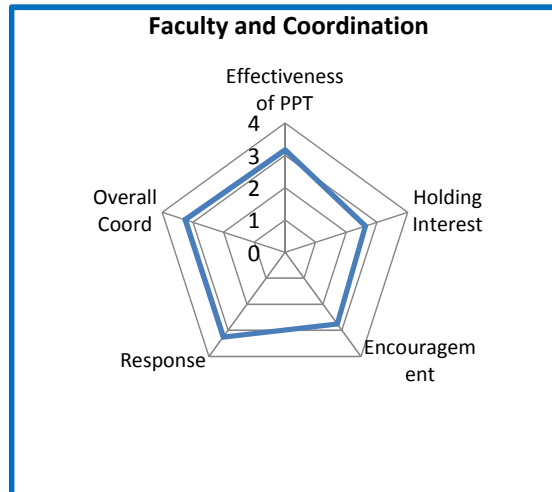 Faculty and Coordination
Effectiveness
of PPT
4
3
2
1
0
Holding
Interest
Encouragem
ent
Response
Overall
Coord